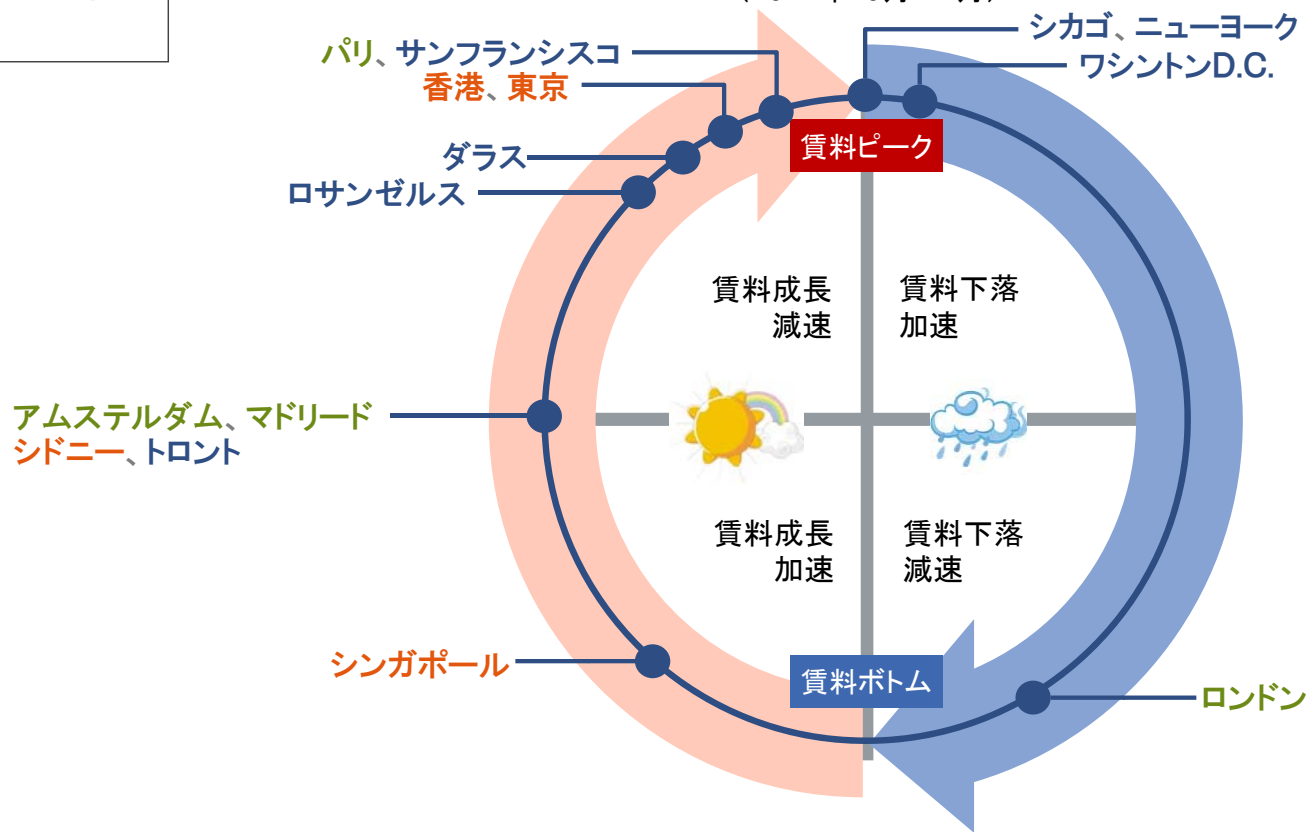 シカゴ、ニューヨーク
パリ、サンフランシスコ
ワシントンD.C.
香港、東京
賃料ピーク
ダラス
ロサンゼルス
賃料成長
減速
賃料下落
加速
アムステルダム、マドリード
シドニー、トロント
賃料成長
加速
賃料下落
減速
シンガポール
賃料ボトム
ロンドン